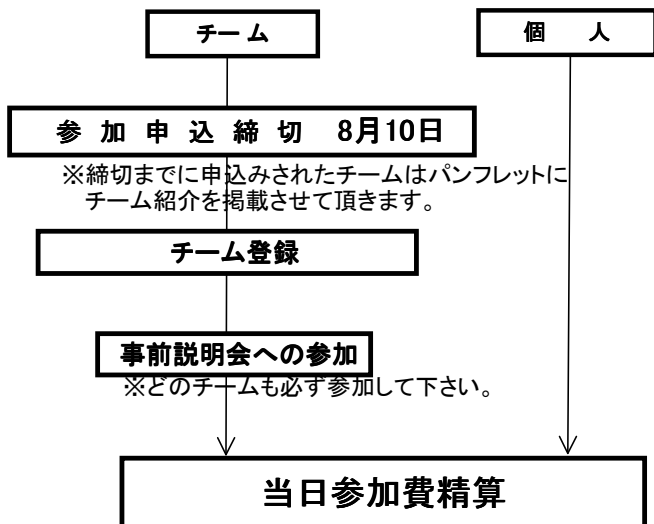 チーム
個　人
参加申込締切　8月10日
※締切までに申込みされたチームはパンフレットに
チーム紹介を掲載させて頂きます。
チーム登録
事前説明会への参加
※どのチームも必ず参加して下さい。
当日参加費精算